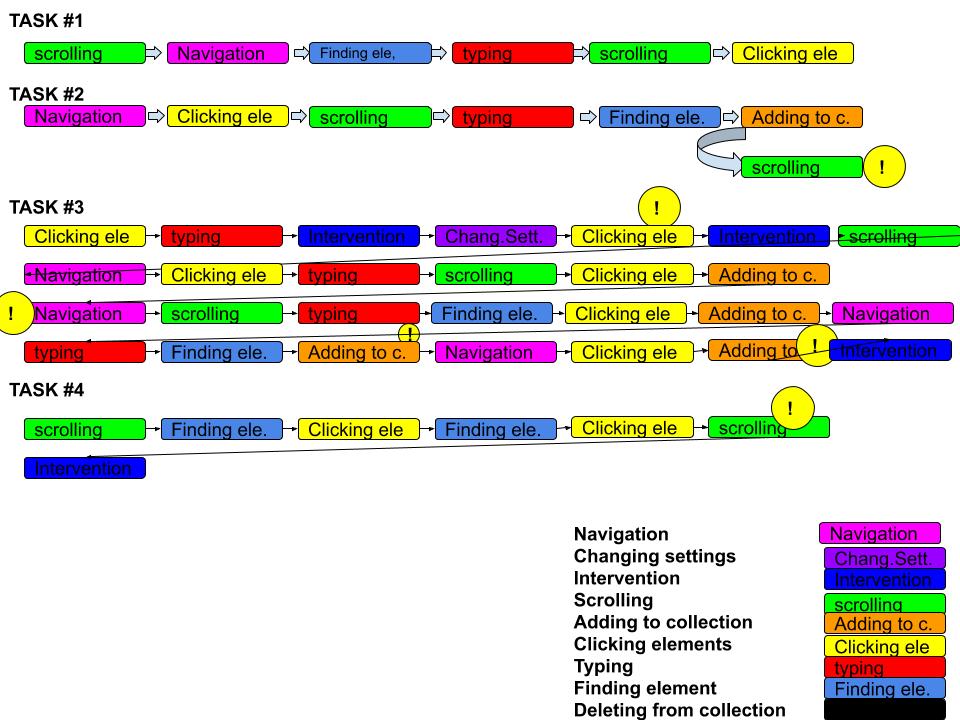 TASK #1
scrolling Navigation Finding ele, typing scrolling Clicking ele
TASK #2
Navigation Clicking ele scrolling typing Finding ele. Adding to c.
scrolling !
TASK #3
!
Clicking ele typing Intervention Chang.Sett. Clicking ele Intervention scrolling
Navigation Clicking ele typing scrolling Clicking ele Adding to c.
! Navigation scrolling typing Finding ele. Clicking ele Adding to c. Navigation
!
typing Finding ele. Adding to c. Navigation Clicking ele Adding to ! Intervention
TASK #4
!
scrolling Finding ele. Clicking ele Finding ele. Clicking ele scrolling
Intervention
Navigation Navigation
Changing settings Chang.Sett.
Intervention Intervention
Scrolling scrolling
Adding to collection Adding to c.
Clicking elements Clicking ele
Typing typing
Finding element Finding ele.
Deleting from collection